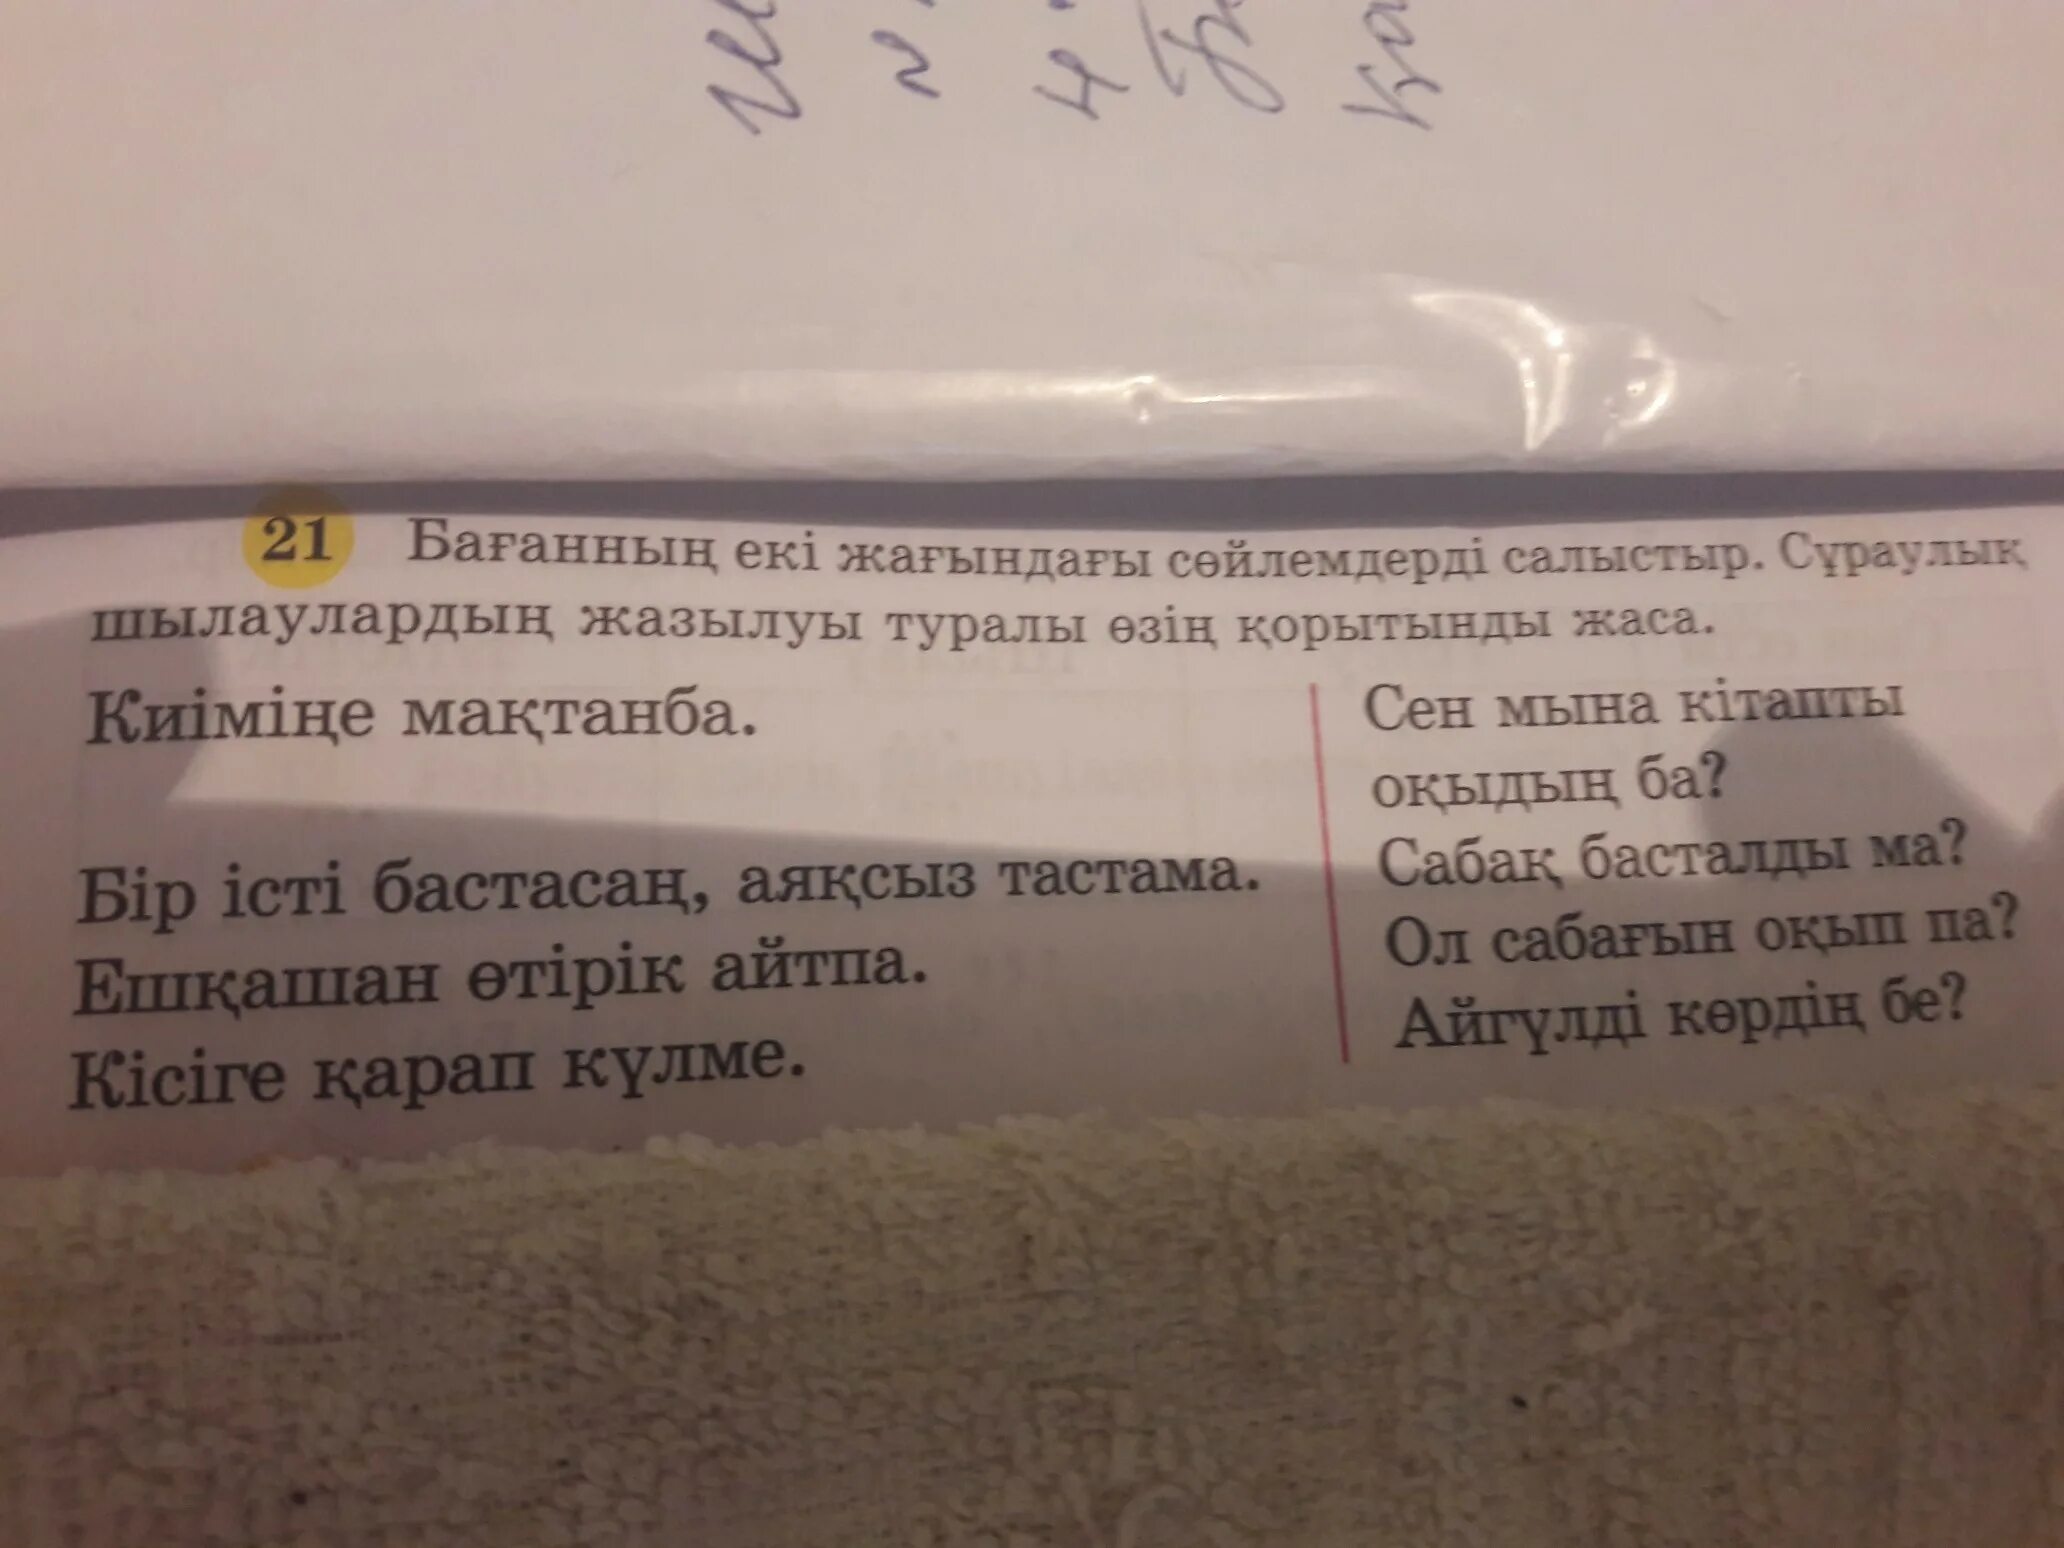 21 Бағанның екі жағындағы сөйлемдерді салыстыр. Сұраулық
шылаулардың жазылуы туралы өзің қорытынды жаса.
Киіміңе мақтанба.
Бір істі бастасаң, аяқсыз тастама.
Ешқашан өтірік айтпа.
Кісіге қарап күлме.
Сен мына кітапты
оқыдың ба?
Сабақ басталды ма?
Ол сабағын оқып па?
Айгүлді көрдің бе?